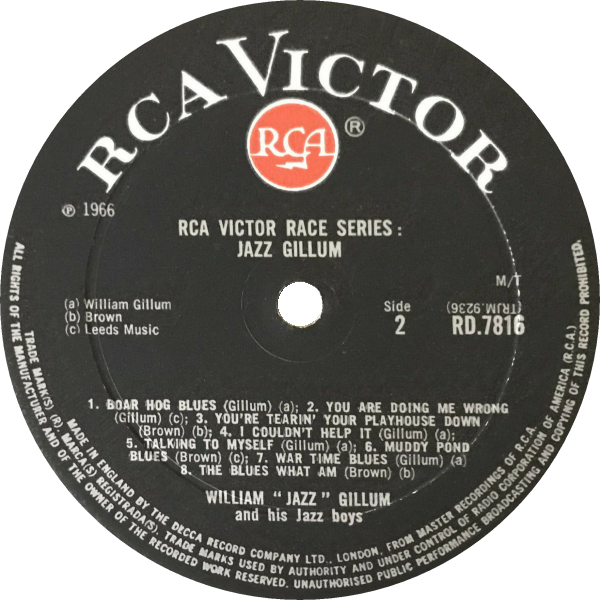 RCA VICTOR
RCA
®
℗ 1966
RCA VICTOR RACE SERIES:
JAZZ GILLUM
M/T
(a) William Gillum
(b) Brown
(c) Leeds Music
Side
2
(TRJM.9236)
RD.7816
1. BOAR HOG BLUES (Gillum) (a); 2. YOU ARE DOING ME WRONG
(Gillum) (c); 3. YOU'RE TEARIN' YOUR PLAYHOUSE DOWN
(Brown) (b); 4. I COULDN'T HELP IT (Gillum) (a);
5. TALKING TO MYSELF (Gillum) (a); 6. MUDDY POND
BLUES (Brown) (c); 7. WAR TIME BLUES (Gillum) (a)
8. THE BLUES WHAT AM (Brown) (b)
WILLIAM "JAZZ" GILLUM
and his Jazz boys
TRADE MARK(S) (R). MARCA(S) REGISTRADA(S). TRADE MARKS USED BY AUTHORITY AND UNDER CONTROL OF RADIO CORPORATION OF AMERICA (R.C.A.)
MADE IN ENGLAND BY THE DECCA RECORD COMPANY LTD., LONDON, FROM MASTER RECORDINGS OF R.C.A.
ALL RIGHTS OF THE MANUFACTURER AND OF THE OWNER OF THE RECORDED WORK RESERVED. UNAUTHORISED PUBLIC PERFORMANCE BROADCASTING AND COPYING OF THIS RECORD PROHIBITED.